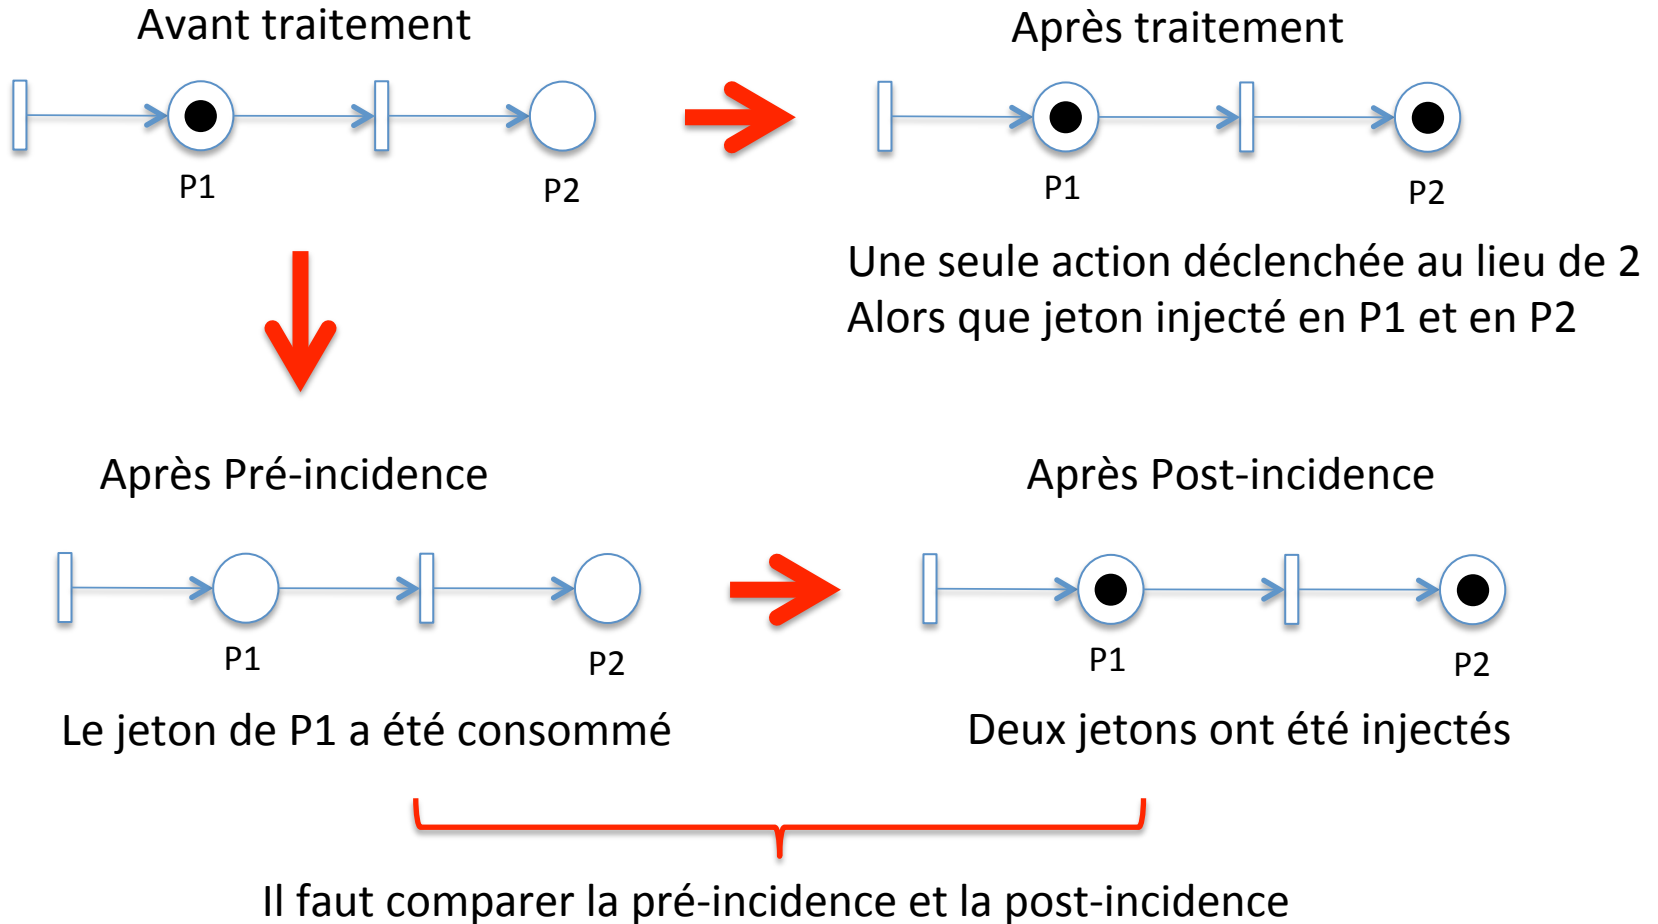 Avant traitement
Après traitement
P1
P2
P1
P2
Une seule action déclenchée au lieu de 2
Alors que jeton injecté en P1 et en P2
Après Pré-incidence
Après Post-incidence
P1
P2
P1
P2
Le jeton de P1 a été consommé
Deux jetons ont été injectés
Il faut comparer la pré-incidence et la post-incidence